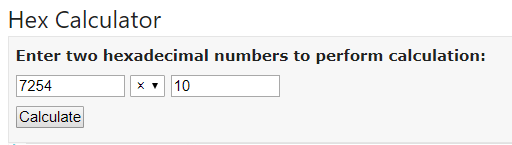 Hex Calculator
Enter two hexadecimal numbers to perform calculation:
7254 × ▼ 10
Calculate